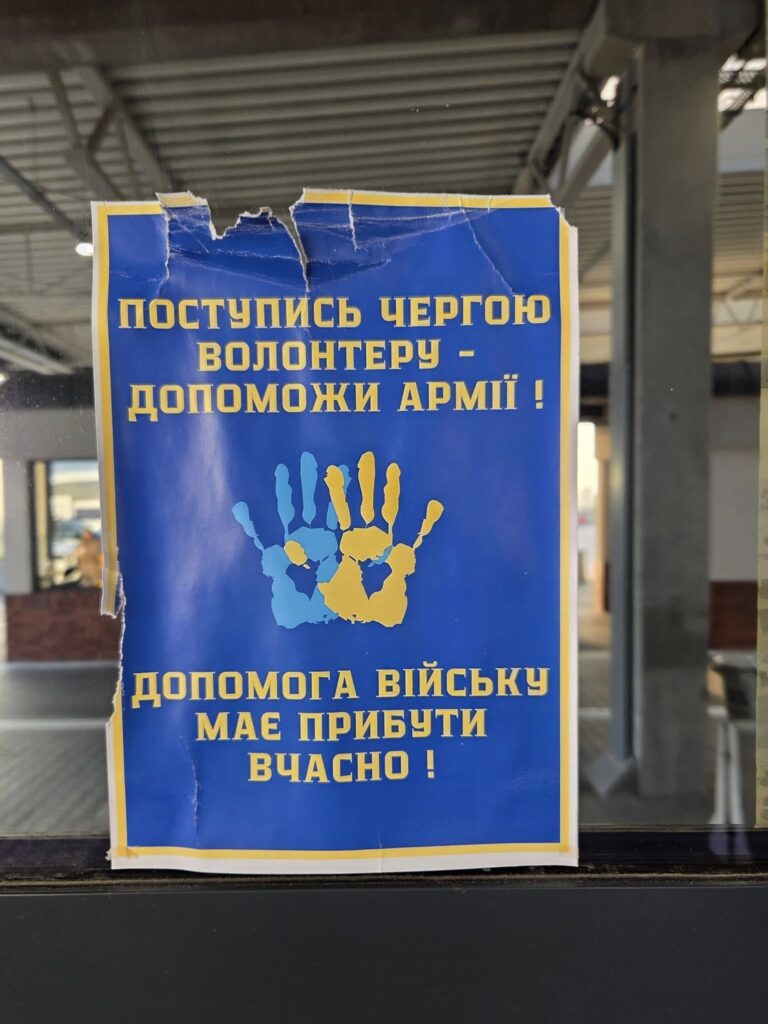 ПОСТУПИСЬ ЧЕРГОЮ
ВОЛОНТЕРУ -
ДОПОМОЖИ АРМІЇ !
ДОПОМОГА ВІЙСЬКУ
МАЄ ПРИБУТИ
ВЧАСНО !